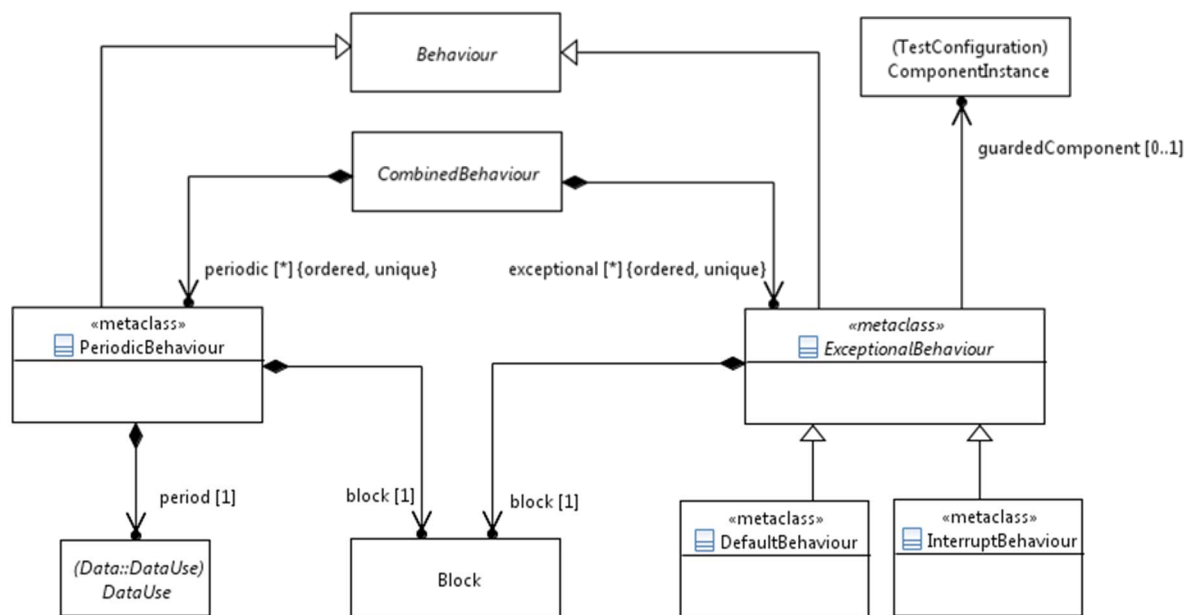 Behaviour
(TestConfiguration)
ComponentInstance
guardedComponent [0..1]
CombinedBehaviour
periodic [*] {ordered, unique}
exceptional [*] {ordered, unique}
«metaclass»
PeriodicBehaviour
«metaclass»
ExceptionalBehaviour
period [1]
block [1]
block [1]
(Data::DataUse)
DataUse
Block
«metaclass»
DefaultBehaviour
«metaclass»
InterruptBehaviour